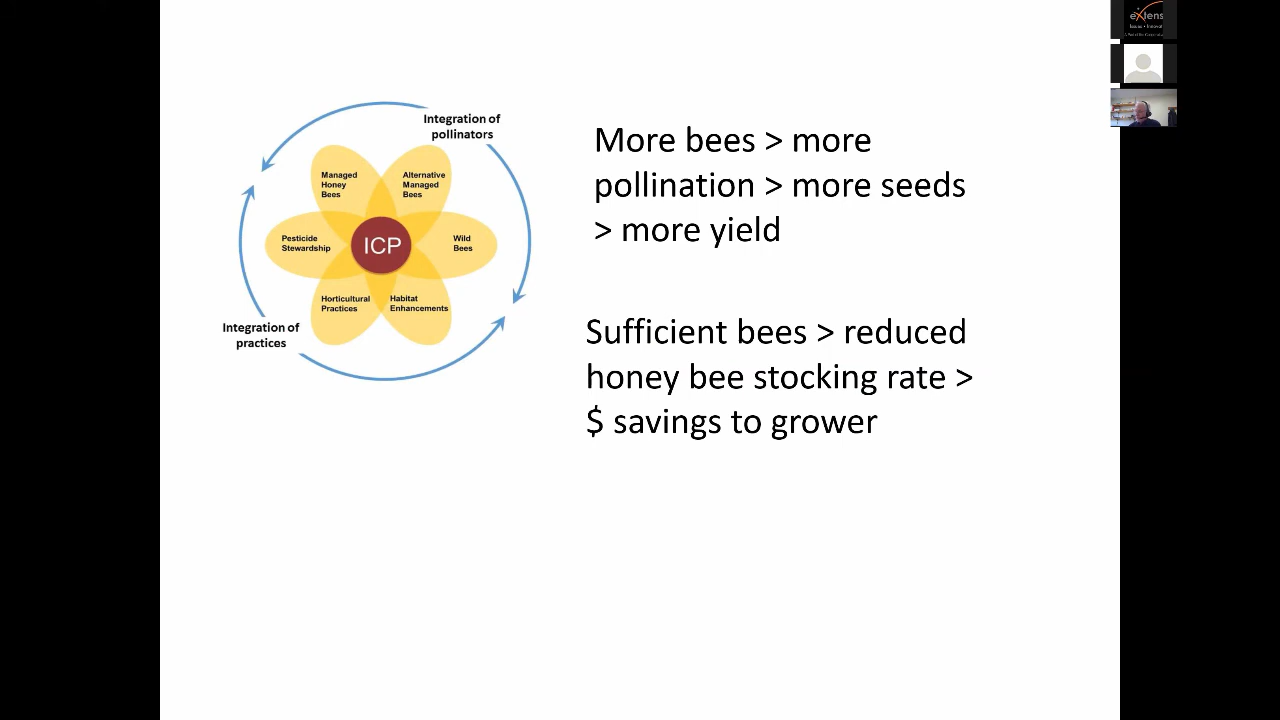 Integration of
pollinators
Managed
Honey
Bees
Alternative
Managed
Bees
Pesticide
Stewardship
ICP
Wild
Bees
Horticultural
Practices
Habitat
Enhancements
Integration of
practices
More bees > more
pollination > more seeds
> more yield
Sufficient bees > reduced
honey bee stocking rate >
$ savings to grower
eXtens